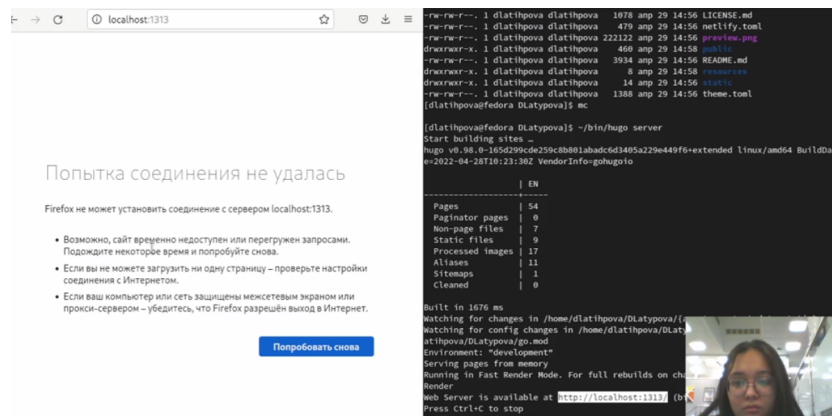 localhost:1313
Попытка соединения не удалась
Firefox не может установить соединение с сервером localhost:1313.
• Возможно, сайт временно недоступен или перегружен запросами.
Подождите некоторое время и попробуйте снова.
• Если вы не можете загрузить ни одну страницу – проверьте настройки
соединения с Интернетом.
• Если ваш компьютер или сеть защищены межсетевым экраном или
прокси-сервером – убедитесь, что Firefox разрешён выход в Интернет.
Попробовать снова
-rw-rw-r--. 1 dlatihpova dlatihpova 1078 апр 29 14:56 LICENSE.md
-rw-rw-r--. 1 dlatihpova dlatihpova 479 апр 29 14:56 netlify.toml
-rw-rw-r--. 1 dlatihpova dlatihpova 222122 апр 29 14:56 preview.png
drwxrwxr-x. 1 dlatihpova dlatihpova 460 апр 29 14:58 public
-rw-rw-r--. 1 dlatihpova dlatihpova 3934 апр 29 14:56 README.md
drwxrwxr-x. 1 dlatihpova dlatihpova 8 апр 29 14:58 resources
drwxrwxr-x. 1 dlatihpova dlatihpova 14 апр 29 14:56 static
-rw-rw-r--. 1 dlatihpova dlatihpova 1388 апр 29 14:56 theme.toml
[dlatihpova@fedora DLatypova]$ mc
[dlatihpova@fedora DLatypova]$ ~/bin/hugo server
Start building sites …
hugo v0.98.0-165d299cde259c8b801abadc6d3405a229e449f6+extended linux/amd64 BuildDa
e=2022-04-28T10:23:30Z VendorInfo=gohugoio
| EN
-------------------+-----
Pages | 54
Paginator pages | 0
Non-page files | 7
Static files | 9
Processed images | 17
Aliases | 11
Sitemaps | 1
Cleaned | 0
Built in 1676 ms
Watching for changes in /home/dlatihpova/DLatypova/{a
Watching for config changes in /home/dlatihpova/DLaty
atihpova/DLatypova/go.mod
Environment: "development"
Serving pages from memory
Running in Fast Render Mode. For full rebuilds on cha
Render
Web Server is available at http://localhost:1313/ (bi
Press Ctrl+C to stop